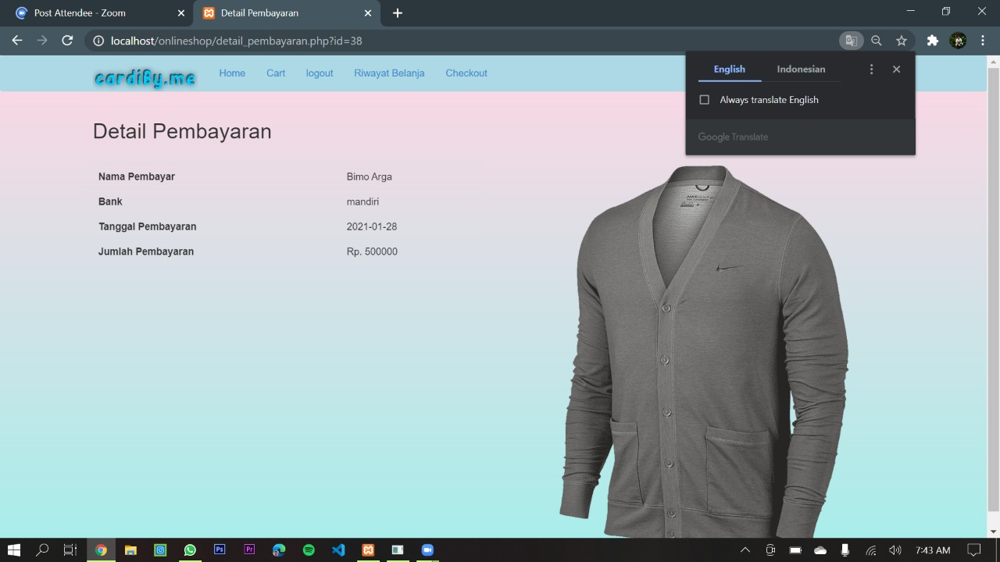 Post Attendee - Zoom
Detail Pembayaran
localhost/onlineshop/detail_pembayaran.php?id=38
cardiBy.me
Home
Cart
logout
Riwayat Belanja
Checkout
English
Indonesian
Always translate English
Google Translate
Detail Pembayaran
Nama Pembayar Bimo Arga
Bank mandiri
Tanggal Pembayaran 2021-01-28
Jumlah Pembayaran Rp. 500000
7:43 AM